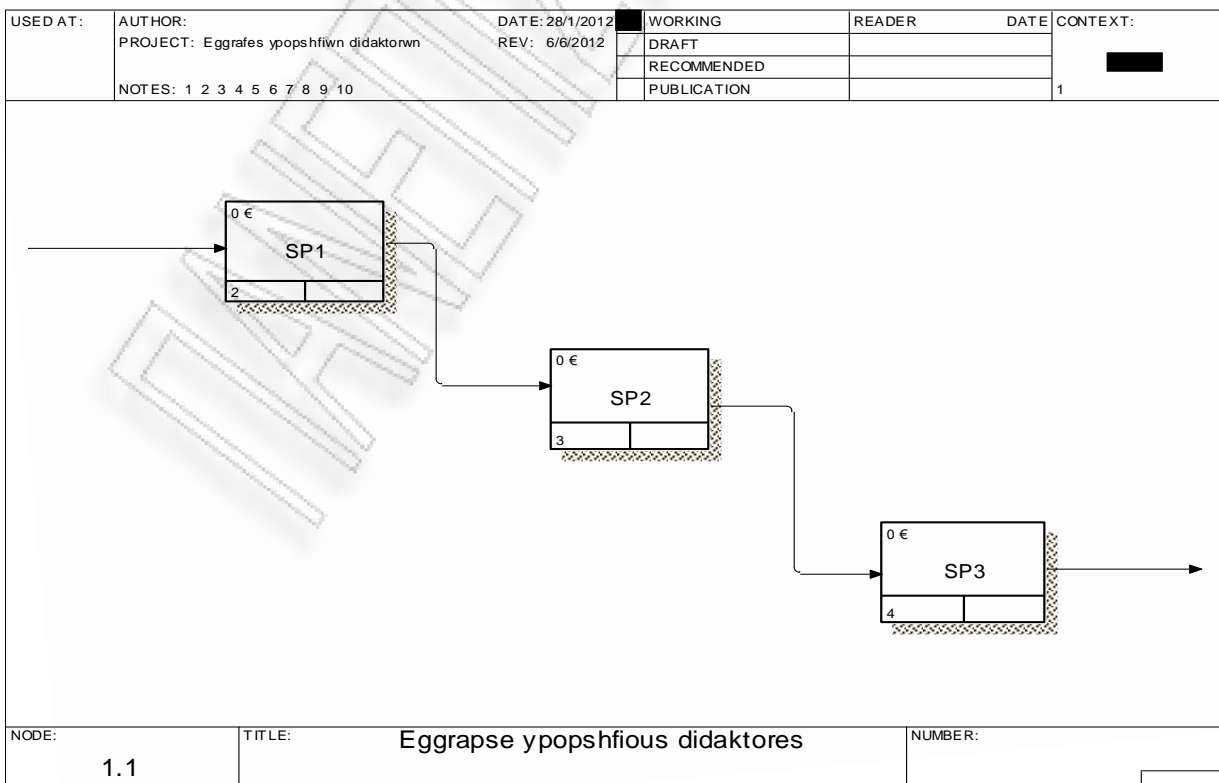 USED AT:
AUTHOR:
DATE: 28/1/2012
WORKING
READER
DATE
CONTEXT:
PROJECT: Eggrafes ypopshfiwn didaktorwn
REV: 6/6/2012
DRAFT
RECOMMENDED
NOTES: 1 2 3 4 5 6 7 8 9 10
PUBLICATION
1
0 €
SP1
2
0 €
SP2
3
0 €
SP3
4
NODE:
TITLE:
Eggrapse ypopshfious didaktores
NUMBER:
1.1